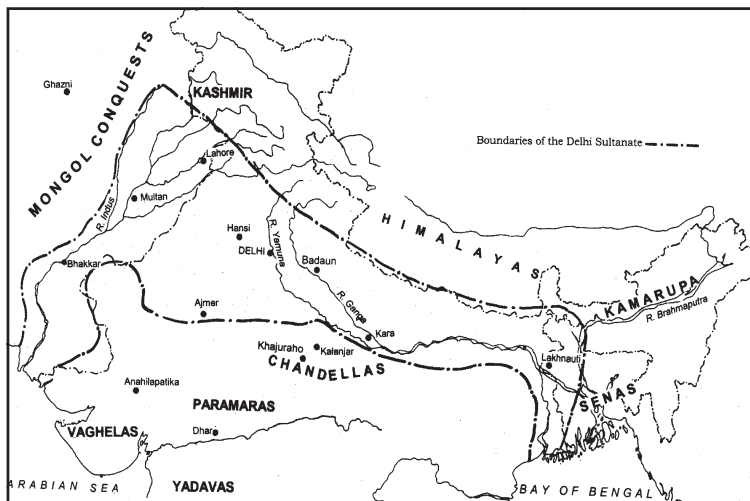 Ghazni
MONGOL CONQUESTS
KASHMIR
Boundaries of the Delhi Sultanate
Lahore
Multan
R. Indus
HIMALAYAS
Hansi
R. Yamuna
DELHI
Badaun
Bhakkar
KAMARUPA
R. Brahmaputra
R. Ganga
Ajmer
Kara
Khajuraho
Kalanjar
CHANDELLAS
Lakhnauti
SENAS
Anahilapatika
PARAMARAS
VAGHELAS
Dhar
ARABIAN SEA
YADAVAS
BAY OF BENGAL